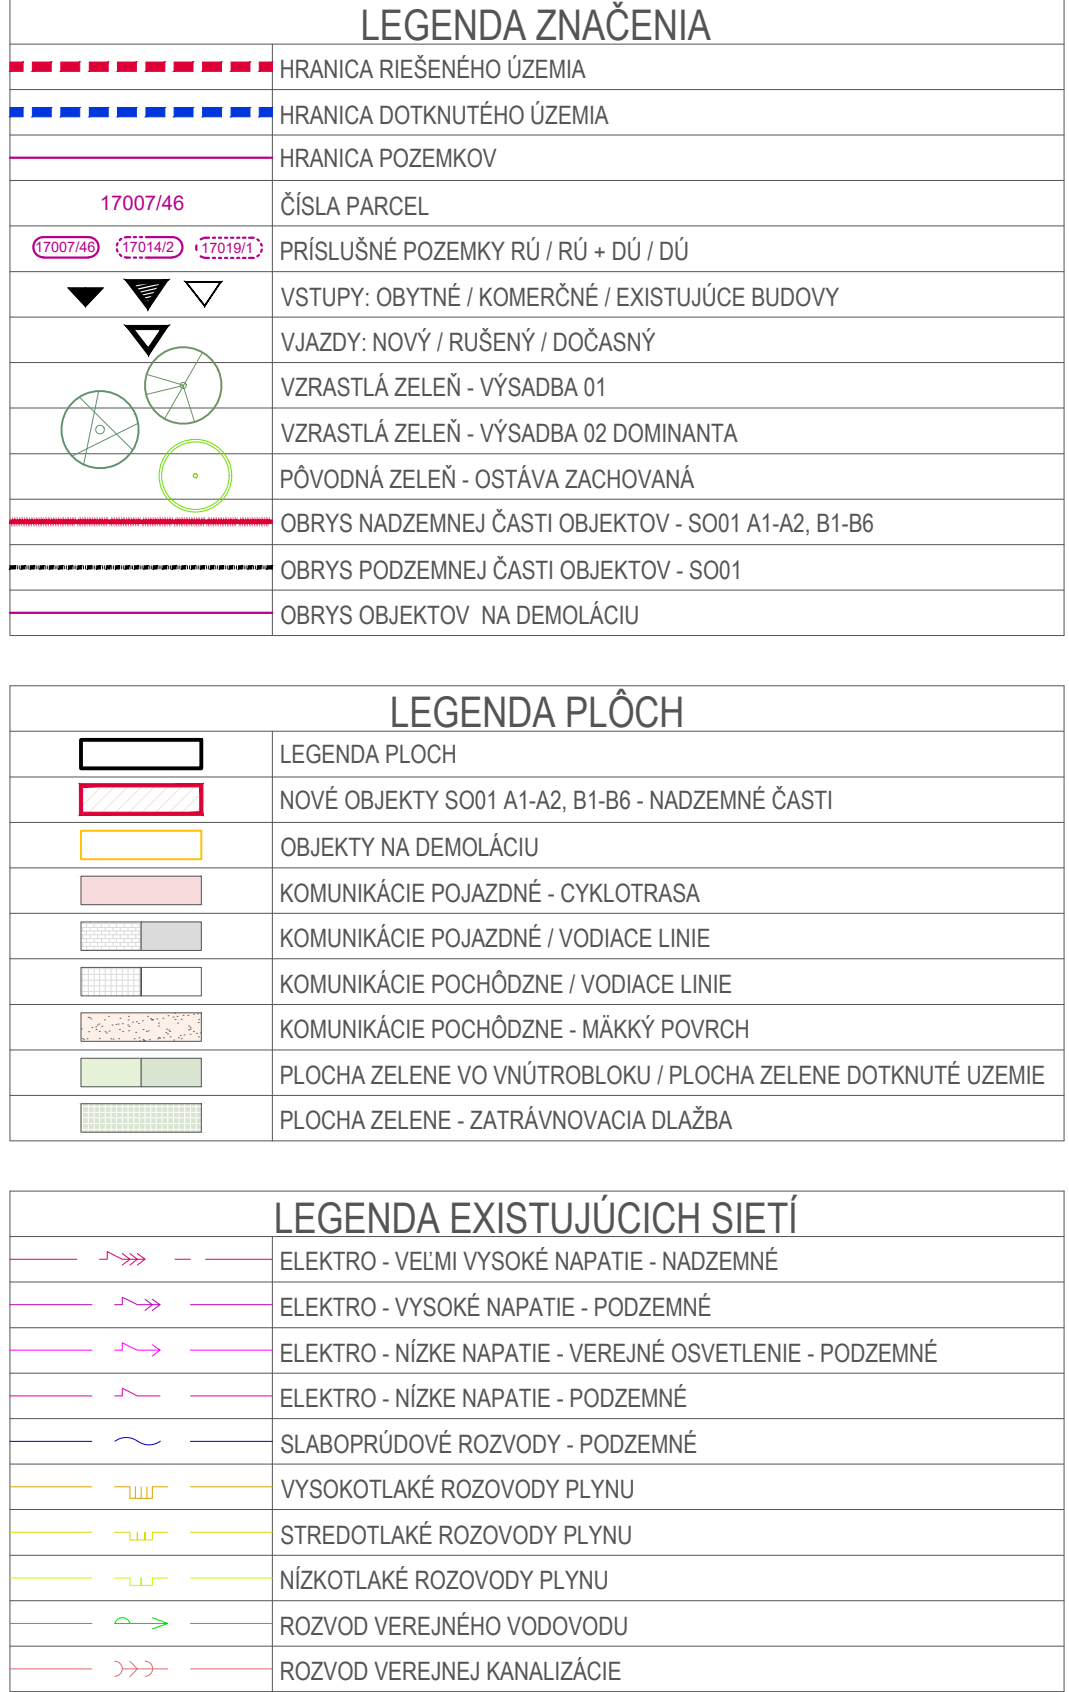 LEGENDA ZNAČENIA
HRANICA RIEŠENÉHO ÚZEMIA
HRANICA DOTKNUTÉHO ÚZEMIA
HRANICA POZEMKOV
17007/46 ČÍSLA PARCEL
17007/46 17014/2 17019/1 PRÍSLUŠNÉ POZEMKY RÚ / RÚ + DÚ / DÚ
VSTUPY: OBYTNÉ / KOMERČNÉ / EXISTUJÚCE BUDOVY
VJAZDY: NOVÝ / RUŠENÝ / DOČASNÝ
VZRASTLÁ ZELEŇ - VÝSADBA 01
VZRASTLÁ ZELEŇ - VÝSADBA 02 DOMINANTA
PÔVODNÁ ZELEŇ - OSTÁVA ZACHOVANÁ
OBRYS NADZEMNEJ ČASTI OBJEKTOV - SO01 A1-A2, B1-B6
OBRYS PODZEMNEJ ČASTI OBJEKTOV - SO01
OBRYS OBJEKTOV NA DEMOLÁCIU
LEGENDA PLÔCH
LEGENDA PLOCH
NOVÉ OBJEKTY SO01 A1-A2, B1-B6 - NADZEMNÉ ČASTI
OBJEKTY NA DEMOLÁCIU
KOMUNIKÁCIE POJAZDNÉ - CYKLOTRASA
KOMUNIKÁCIE POJAZDNÉ / VODIACE LINIE
KOMUNIKÁCIE POCHÔDZNE / VODIACE LINIE
KOMUNIKÁCIE POCHÔDZNE - MÄKKÝ POVRCH
PLOCHA ZELENE VO VNÚTROBLOKU / PLOCHA ZELENE DOTKNUTÉ UZEMIE
PLOCHA ZELENE - ZATRÁVNOVACIA DLAŽBA
LEGENDA EXISTUJÚCICH SIETÍ
ELEKTRO - VEĽMI VYSOKÉ NAPATIE - NADZEMNÉ
ELEKTRO - VYSOKÉ NAPATIE - PODZEMNÉ
ELEKTRO - NÍZKE NAPATIE - VEREJNÉ OSVETLENIE - PODZEMNÉ
ELEKTRO - NÍZKE NAPATIE - PODZEMNÉ
SLABOPRÚDOVÉ ROZVODY - PODZEMNÉ
VYSOKOTLAKÉ ROZOVODY PLYNU
STREDOTLAKÉ ROZOVODY PLYNU
NÍZKOTLAKÉ ROZOVODY PLYNU
ROZVOD VEREJNÉHO VODOVODU
ROZVOD VEREJNEJ KANALIZÁCIE